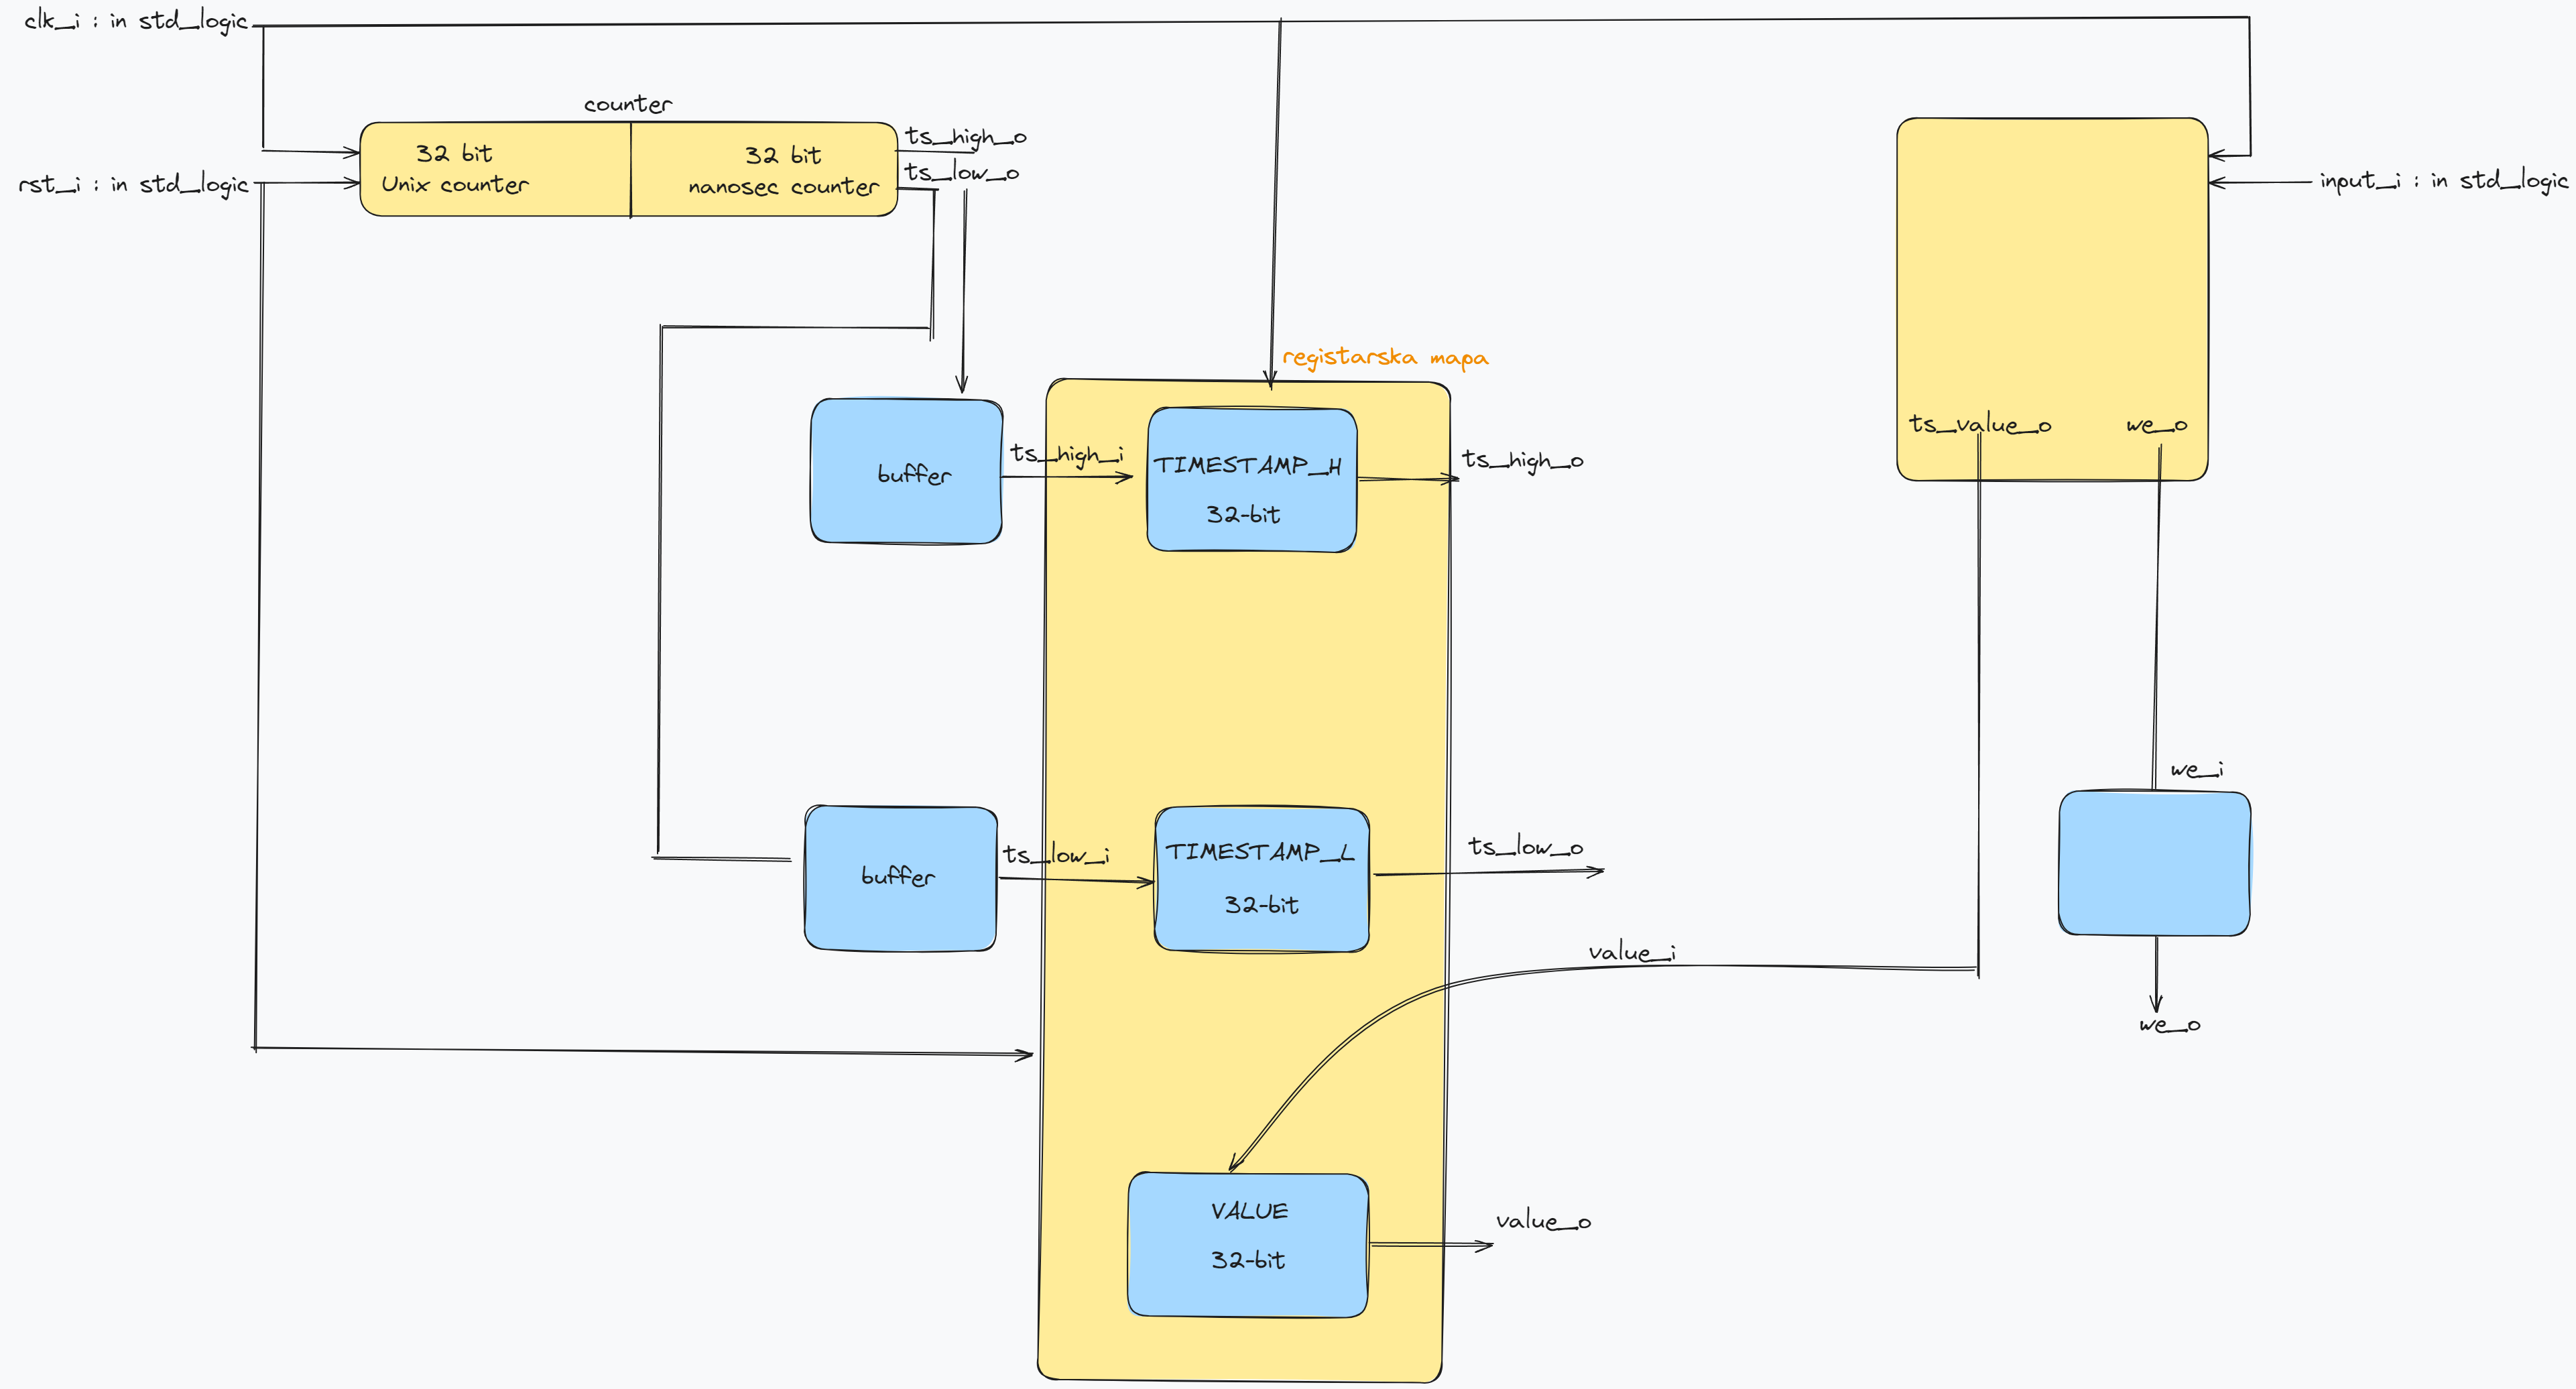 clk_i : in std_logic
counter
32 bit
Unix counter
32 bit
nanosec counter
ts_high_o
ts_low_o
rst_i : in std_logic
input_i : in std_logic
registarska mapa
ts_value_o
we_o
buffer
ts_high_i
TIMESTAMP_H
32-bit
ts_high_o
we_i
buffer
ts_low_i
TIMESTAMP_L
32-bit
ts_low_o
value_i
we_o
VALUE
32-bit
value_o